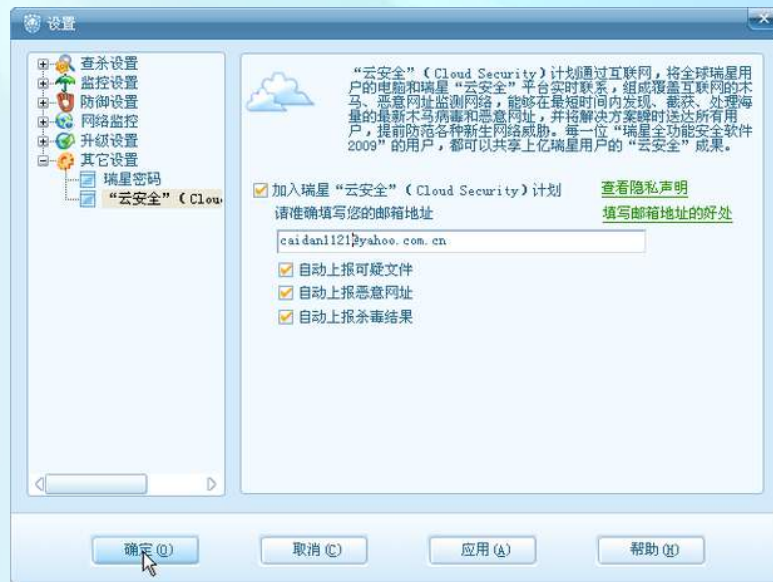 设置
查杀设置
监控设置
防御设置
网络监控
升级设置
其它设置
瑞星密码
“云安全”(Clou
“云安全”(Cloud Security)计划通过互联网,将全球瑞星用
户的电脑和瑞星“云安全”平台实时联系,组成覆盖互联网的木
马、恶意网址监测网络,能够在最短时间内发现、截获、处理海
量的最新木马病毒和恶意网址,并将解决方案瞬时送达所有用
户,提前防范各种新生网络威胁。每一位“瑞星全功能安全软件
2009”的用户,都可以共享上亿瑞星用户的“云安全”成果。
加入瑞星“云安全”(Cloud Security)计划
查看隐私声明
请准确填写您的邮箱地址
填写邮箱地址的好处
caidan1121@yahoo.com.cn
自动上报可疑文件
自动上报恶意网址
自动上报杀毒结果
确定(O)
取消(C)
应用(A)
帮助(H)